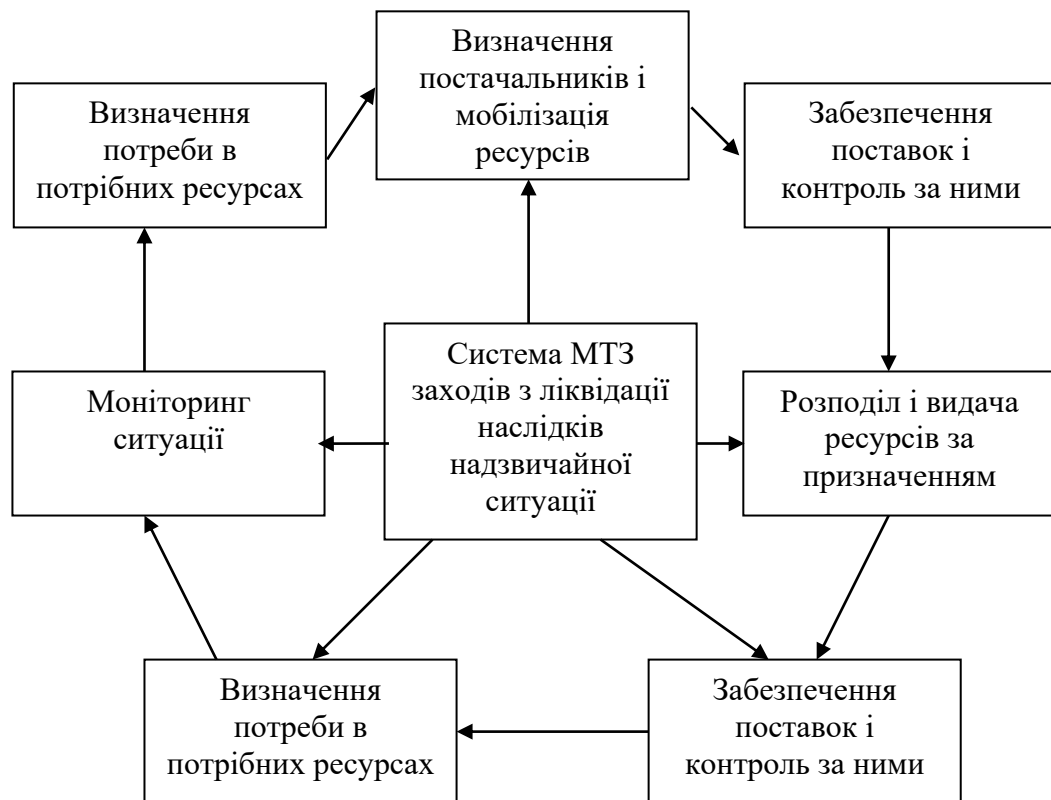 Визначення
постачальників і
мобілізація
ресурсів
Визначення
потреби в
потрібних ресурсах
Забезпечення
поставок і
контроль за ними
Система МТЗ
заходів з ліквідації
наслідків
надзвичайної
ситуації
Моніторинг
ситуації
Розподіл і видача
ресурсів за
призначенням
Визначення
потреби в
потрібних ресурсах
Забезпечення
поставок і
контроль за ними